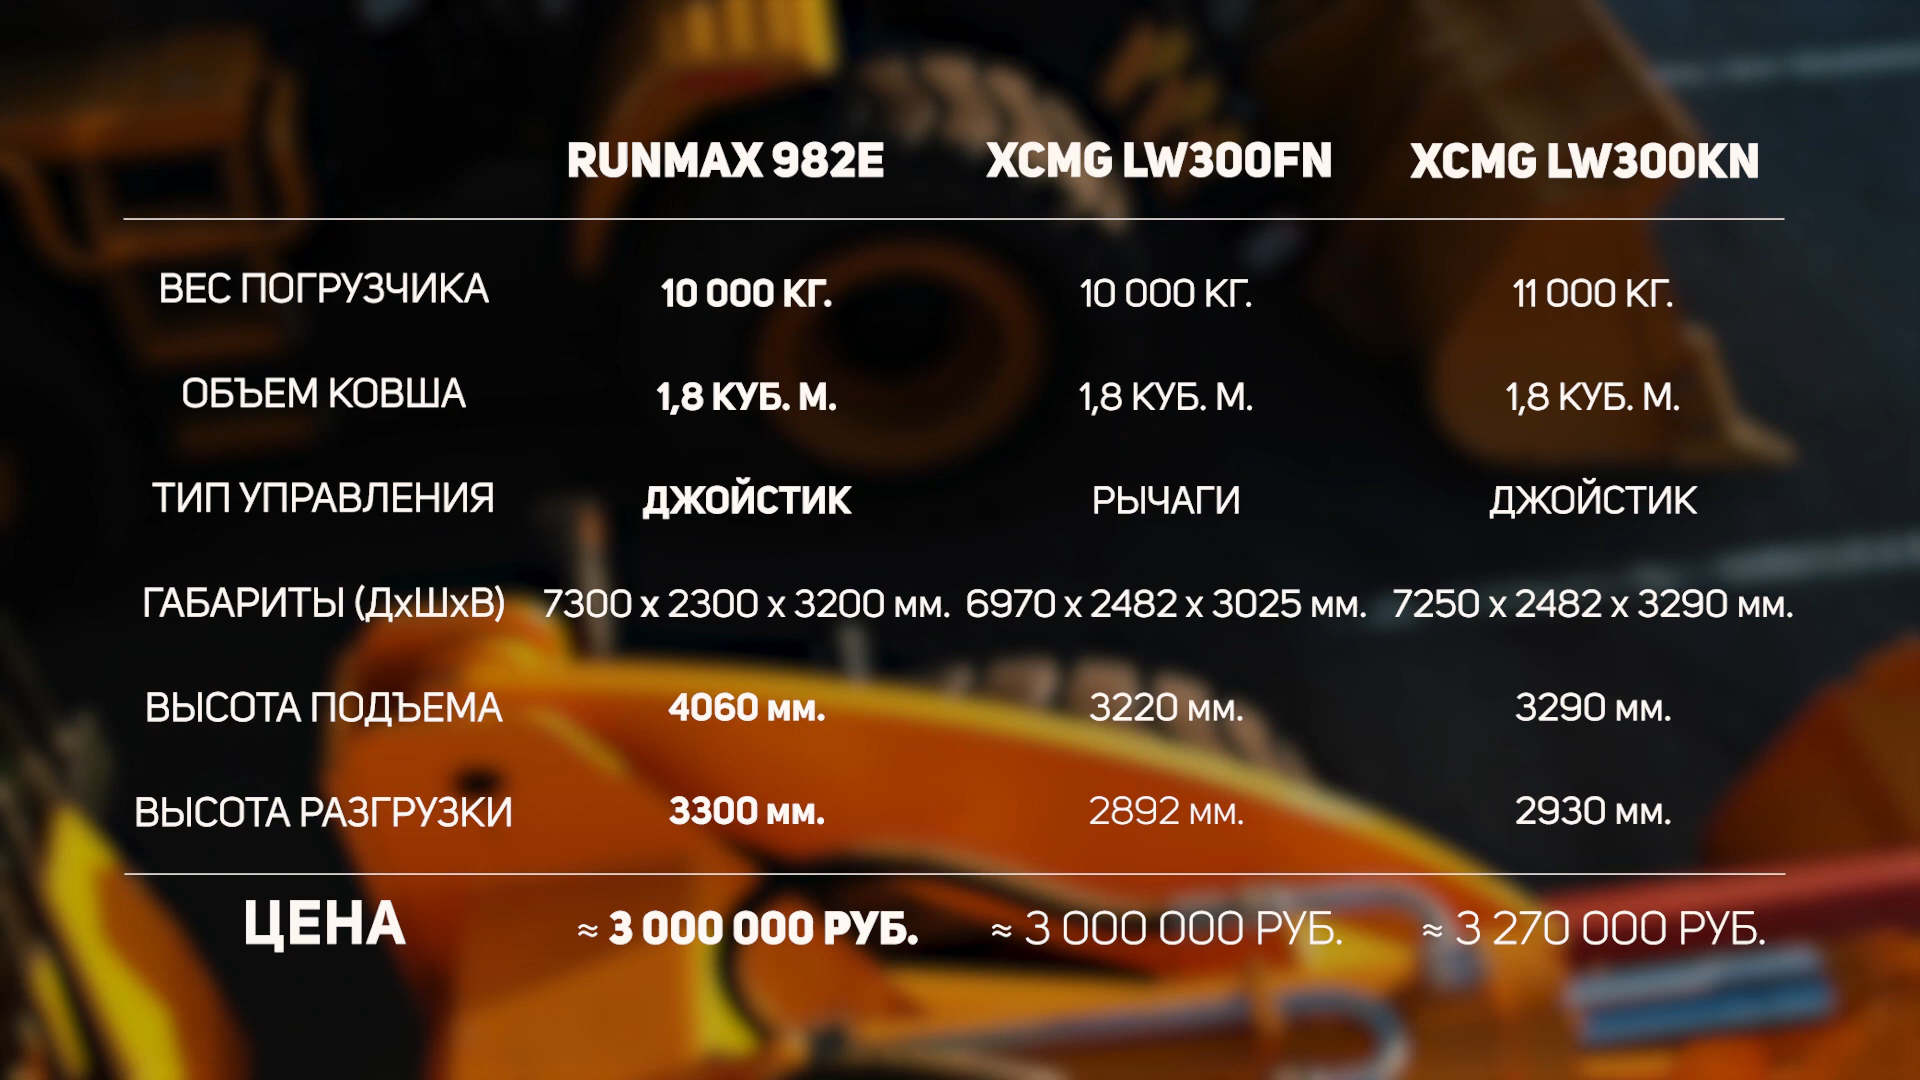 RUNMAX 982E XCMG LW300FN XCMG LW300KN
ВЕС ПОГРУЗЧИКА 10 000 КГ. 10 000 КГ. 11 000 КГ.
ОБЪЕМ КОВША 1,8 КУБ. М. 1,8 КУБ. М. 1,8 КУБ. М.
ТИП УПРАВЛЕНИЯ ДЖОЙСТИК РЫЧАГИ ДЖОЙСТИК
ГАБАРИТЫ (ДхШхВ) 7300 х 2300 х 3200 мм. 6970 х 2482 х 3025 мм. 7250 х 2482 х 3290 мм.
ВЫСОТА ПОДЪЕМА 4060 мм. 3220 мм. 3290 мм.
ВЫСОТА РАЗГРУЗКИ 3300 мм. 2892 мм. 2930 мм.
ЦЕНА ≈ 3 000 000 РУБ. ≈ 3 000 000 РУБ. ≈ 3 270 000 РУБ.